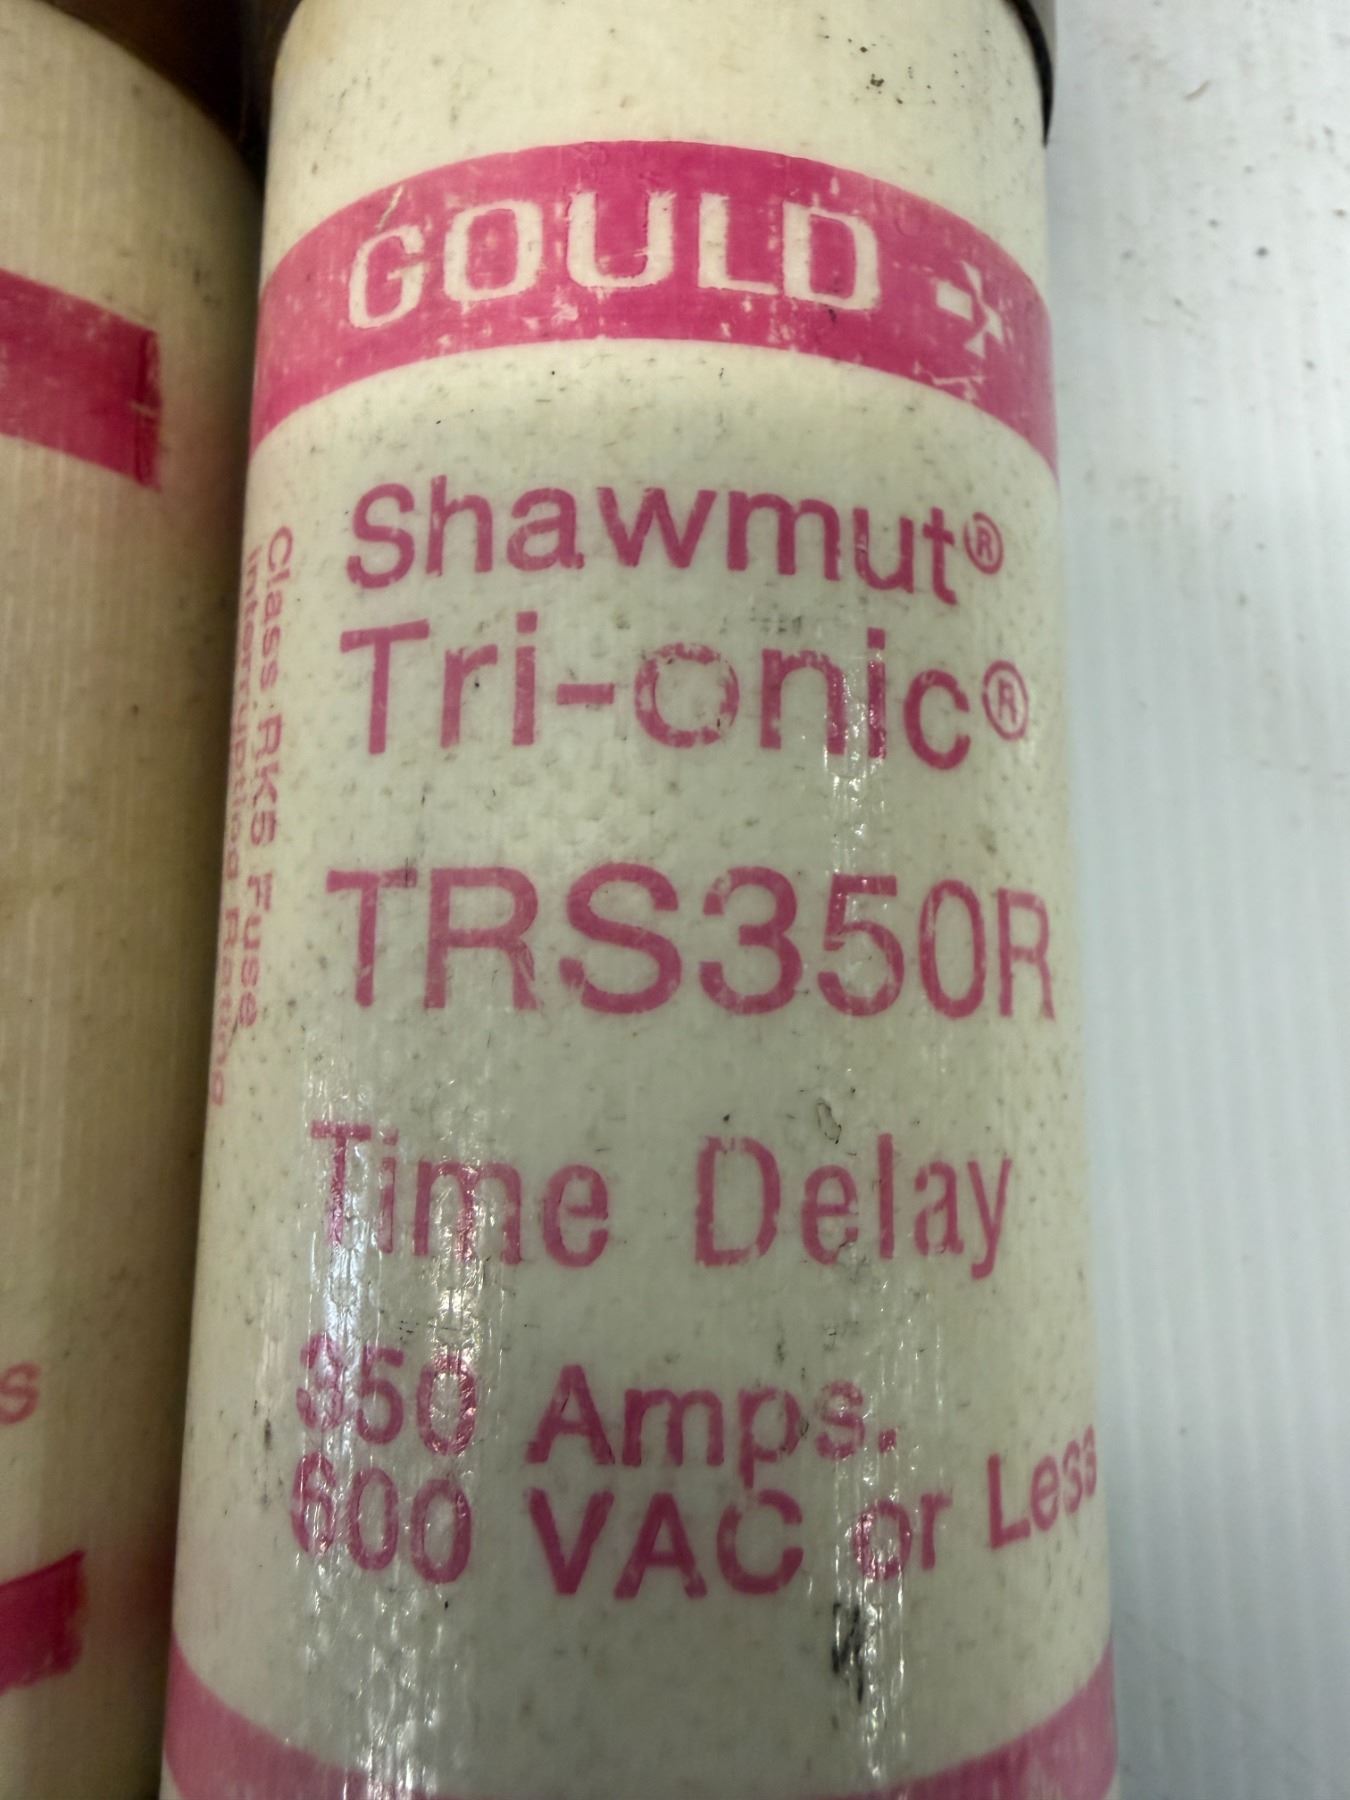 GOULD
Shawmut®
Tri-onic®
TRS350R
Time Delay
350 Amps.
600 VAC or Less
Class RK5 Fuse
Interrupting Rating
s